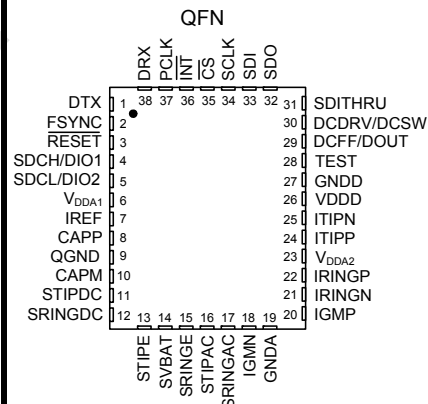 QFN
DRX
PCLK
INT
CS
SCLK
SDI
SDO
38 37 36 35 34 33 32
DTX 1
FSYNC 2
RESET 3
SDCH/DIO1 4
SDCL/DIO2 5
VDDA1 6
IREF 7
CAPP 8
QGND 9
CAPM 10
STIPDC 11
SRINGDC 12
31 SDITHRU
30 DCDRV/DCSW
29 DCFF/DOUT
28 TEST
27 GNDD
26 VDDD
25 ITIPN
24 ITIPP
23 VDDA2
22 IRINGP
21 IRINGN
20 IGMP
13 14 15 16 17 18 19
STIPE
SVBAT
SRINGE
STIPAC
SRINGAC
IGMN
GNDA